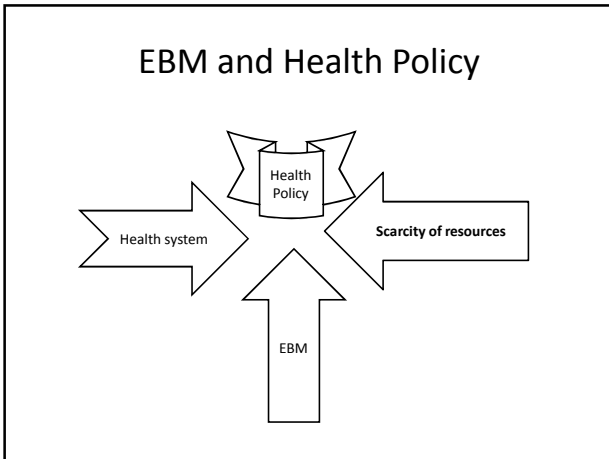 EBM and Health Policy
Health
Policy
Health system
Scarcity of resources
EBM